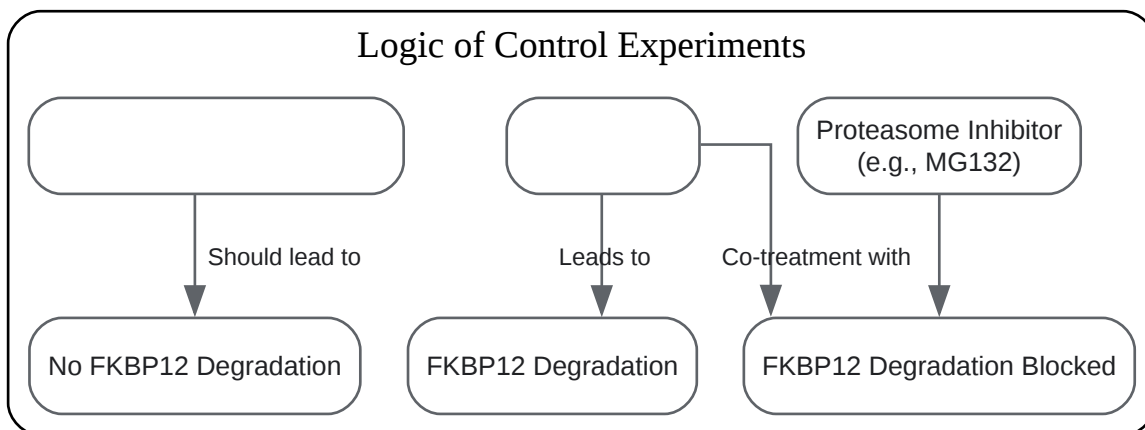 Logic of Control Experiments
Proteasome Inhibitor
(e.g., MG132)
Should lead to
Leads to
Co-treatment with
No FKBP12 Degradation
FKBP12 Degradation
FKBP12 Degradation Blocked